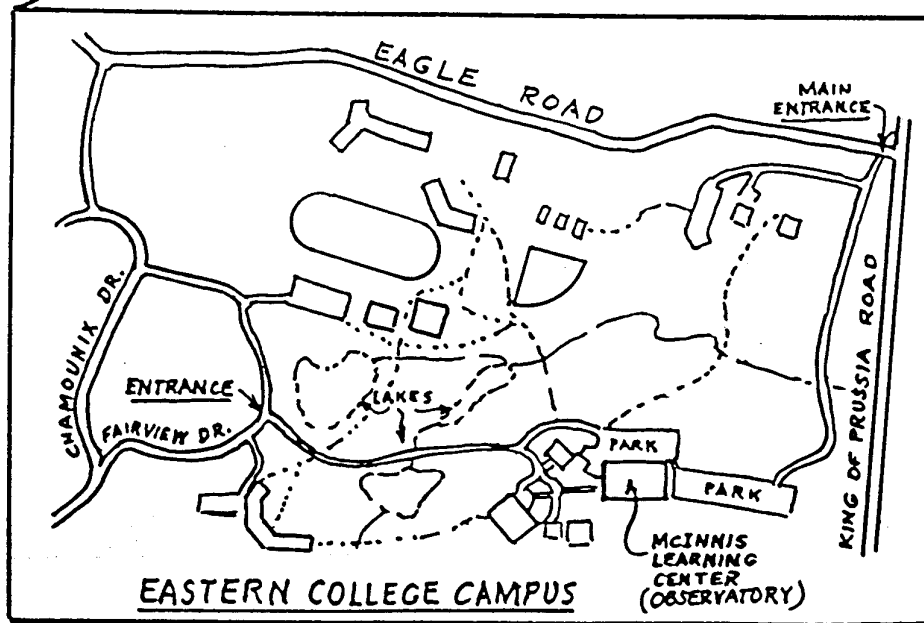 EAGLE ROAD
MAIN
ENTRANCE
CHAMOUNIX DR.
KING OF PRUSSIA ROAD
ENTRANCE
LAKES
FAIRVIEW DR.
PARK
PARK
MCINNIS
LEARNING
CENTER
(OBSERVATORY)
EASTERN COLLEGE CAMPUS